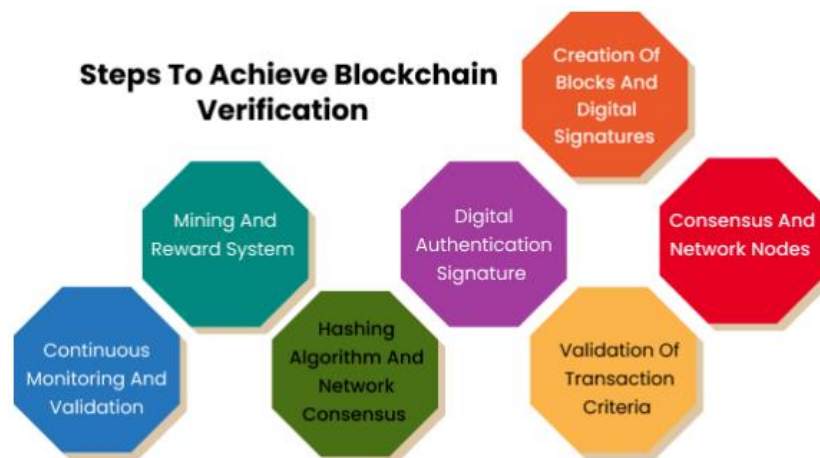 Steps To Achieve Blockchain
Verification
Creation Of
Blocks And
Digital
Signatures
Mining And
Reward System
Digital
Authentication
Signature
Consensus And
Network Nodes
Continuous
Monitoring And
Validation
Hashing
Algorithm And
Network
Consensus
Validation Of
Transaction
Criteria